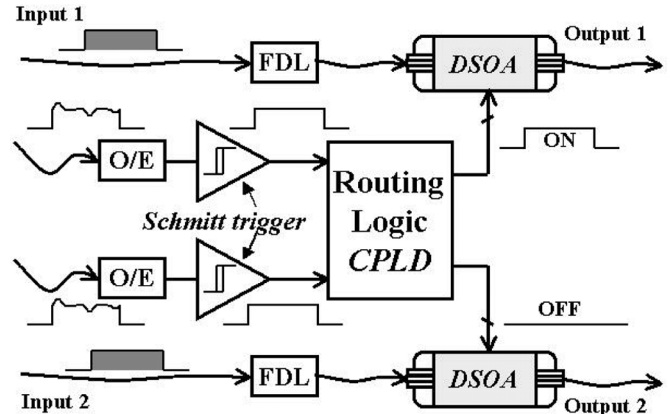 Input 1
FDL
DSOA
Output 1
O/E
ON
Routing
Logic
CPLD
Schmitt trigger
O/E
OFF
FDL
DSOA
Input 2
Output 2